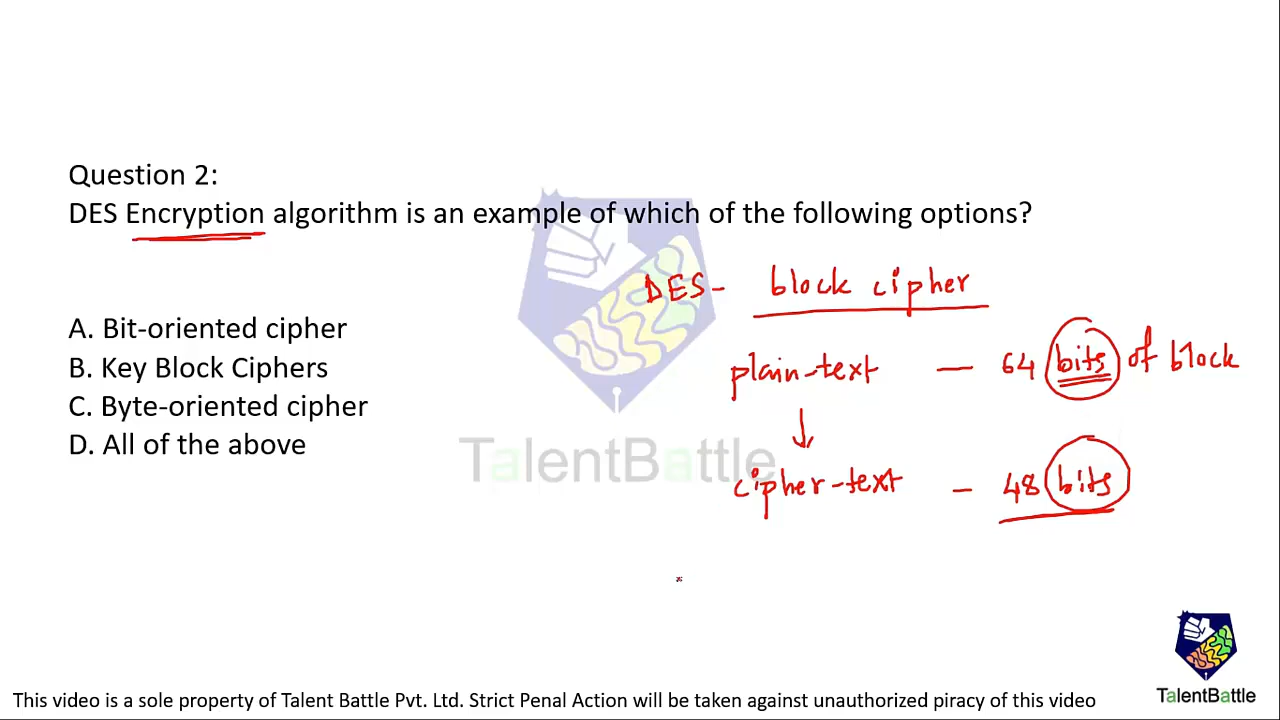 Question 2:
DES Encryption algorithm is an example of which of the following options?
DES - block cipher
A. Bit-oriented cipher
plain-text - 64 bits of block
B. Key Block Ciphers
C. Byte-oriented cipher
D. All of the above
TalentBattle
cipher-text - 48 bits
TalentBattle
This video is a sole property of Talent Battle Pvt. Ltd. Strict Penal Action will be taken against unauthorized piracy of this video